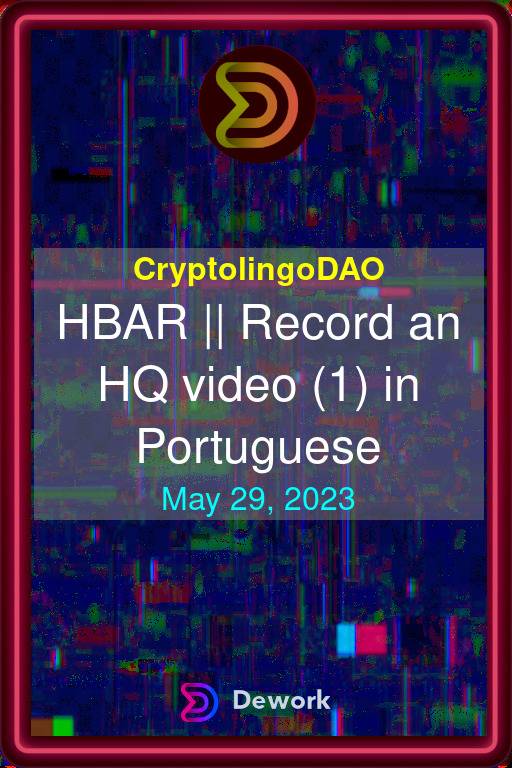 CryptolingoDAO
HBAR || Record an
HQ video (1) in
Portuguese
May 29, 2023
Dework